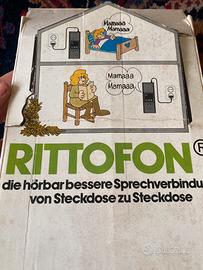 Mamaaa
Mamaaa
Mamaaa
Mamaaa
RITTOFON®
die hörbar bessere Sprechverbindu
von Steckdose zu Steckdose